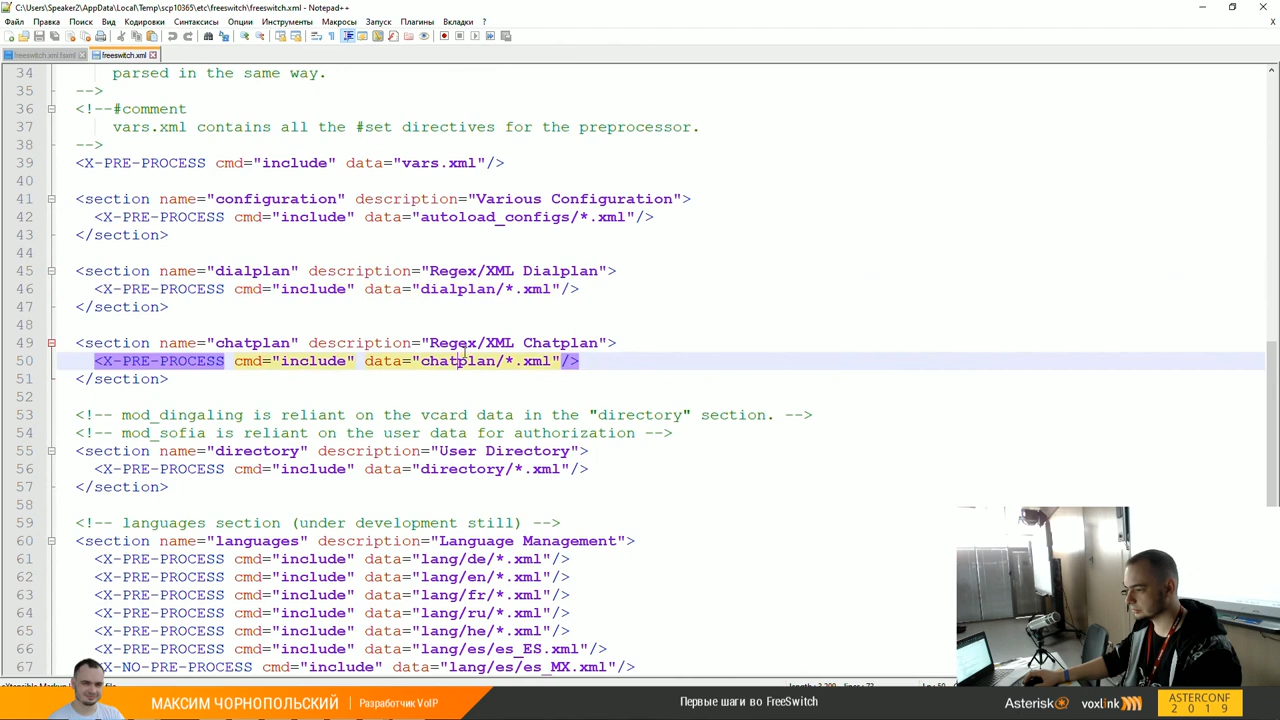 C:\Users\Speaker2\AppData\Local\Temp\scp10365\etc\freeswitch\freeswitch.xml - Notepad++
Файл Правка Поиск Вид Кодировки Синтаксисы Опции Инструменты Макросы Запуск Плагины Вкладки ?
freeswitch.xml
34 parsed in the same way.
35 -->
36 <!--#comment
37 vars.xml contains all the #set directives for the preprocessor.
38 -->
39 <X-PRE-PROCESS cmd="include" data="vars.xml"/>
40
41 <section name="configuration" description="Various Configuration">
42 <X-PRE-PROCESS cmd="include" data="autoload_configs/*.xml"/>
43 </section>
44
45 <section name="dialplan" description="Regex/XML Dialplan">
46 <X-PRE-PROCESS cmd="include" data="dialplan/*.xml"/>
47 </section>
48
49 <section name="chatplan" description="Regex/XML Chatplan">
50 <X-PRE-PROCESS cmd="include" data="chatplan/*.xml"/>
51 </section>
52
53 <!-- mod_dingaling is reliant on the vcard data in the "directory" section. -->
54 <!-- mod_sofia is reliant on the user data for authorization -->
55 <section name="directory" description="User Directory">
56 <X-PRE-PROCESS cmd="include" data="directory/*.xml"/>
57 </section>
58
59 <!-- languages section (under development still) -->
60 <section name="languages" description="Language Management">
61 <X-PRE-PROCESS cmd="include" data="lang/de/*.xml"/>
62 <X-PRE-PROCESS cmd="include" data="lang/en/*.xml"/>
63 <X-PRE-PROCESS cmd="include" data="lang/fr/*.xml"/>
64 <X-PRE-PROCESS cmd="include" data="lang/ru/*.xml"/>
65 <X-PRE-PROCESS cmd="include" data="lang/he/*.xml"/>
66 <X-PRE-PROCESS cmd="include" data="lang/es/es_ES.xml"/>
67 <X-NO-PRE-PROCESS cmd="include" data="lang/es/es_MX.xml"/>
МАКСИМ ЧОРНОПОЛЬСКИЙ Разработчик VoIP
Первые шаги во FreeSwitch
Asterisk voxlink
ASTERCONF
2019